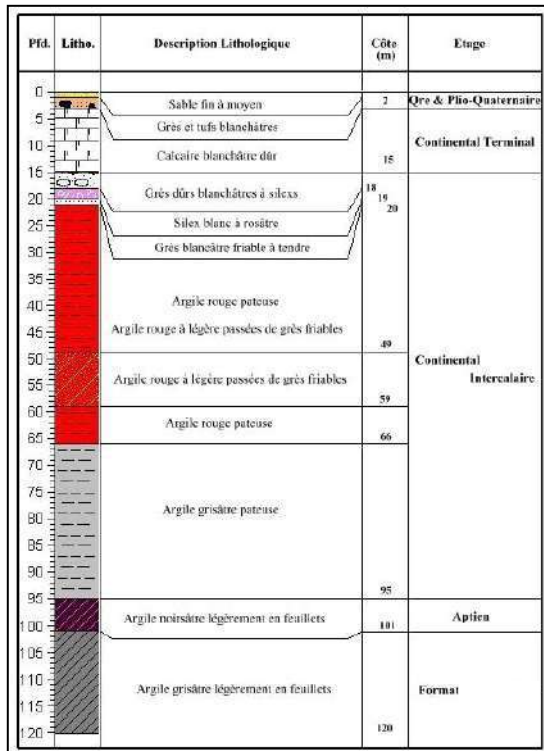 Pfd. Litho. Description Lithologique Côte (m) Etage
0
5
10
15
20
25
30
35
40
45
50
55
60
65
70
75
80
85
90
95
100
105
110
115
120
Sable fin à moyen 2 Qre & Plio-Quaternaire
Grès et tufs blanchâtres
Continental Terminal
Calcaire blanchâtre dûr 15
Grès dûrs blanchâtres à silexs 18
19
20
Silex blanc à rosâtre
Grès blancâtre friable à tendre
Argile rouge pateuse
Argile rouge à légère passées de grès friables
49
Continental
Intercalaire
Argile rouge à légère passées de grès friables
59
Argile rouge pateuse
66
Argile grisâtre pateuse
95
Argile noirsâtre légèrement en feuillets 101 Aptien
Argile grisâtre légèrement en feuillets Format
120